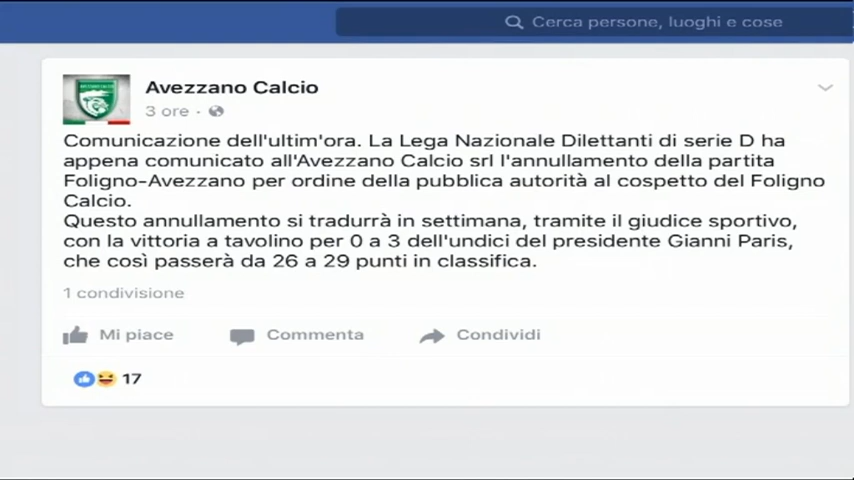 Cerca persone, luoghi e cose
Avezzano Calcio
3 ore ·
Comunicazione dell'ultim'ora. La Lega Nazionale Dilettanti di serie D ha
appena comunicato all'Avezzano Calcio srl l'annullamento della partita
Foligno-Avezzano per ordine della pubblica autorità al cospetto del Foligno
Calcio.
Questo annullamento si tradurrà in settimana, tramite il giudice sportivo,
con la vittoria a tavolino per 0 a 3 dell'undici del presidente Gianni Paris,
che così passerà da 26 a 29 punti in classifica.
1 condivisione
Mi piace Commenta Condividi
17